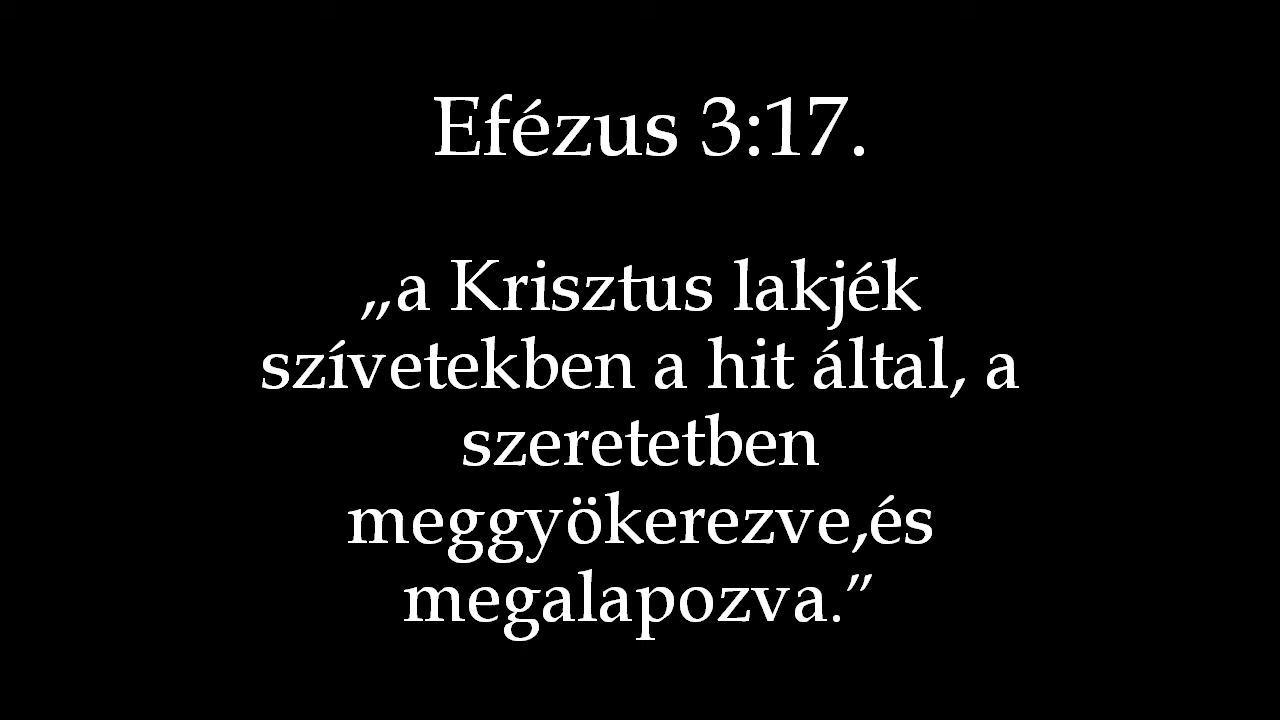 Efézus 3:17.
„a Krisztus lakjék
szívetekben a hit által, a
szeretetben
meggyökerezve,és
megalapozva.”